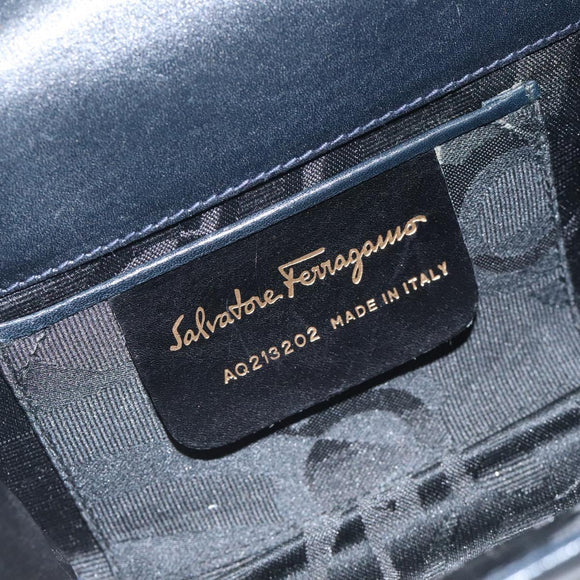 Salvatore Ferragamo
AQ213202 MADE IN ITALY